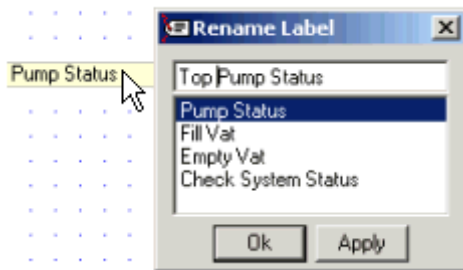 Rename Label
Pump Status
Top Pump Status
Pump Status
Fill Vat
Empty Vat
Check System Status
Ok
Apply